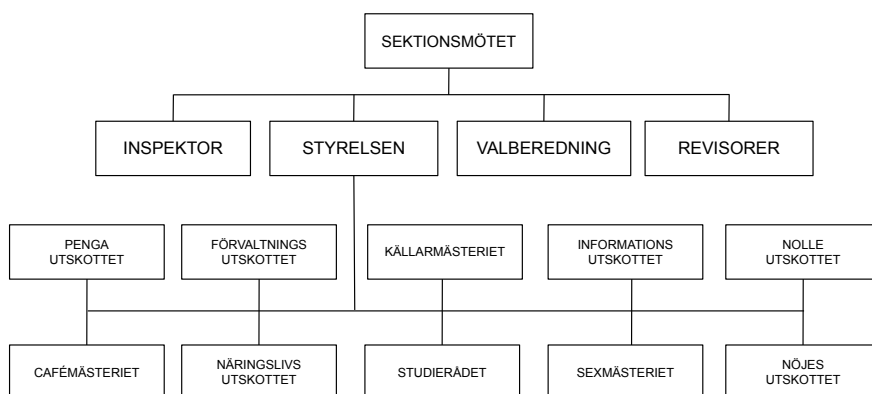 SEKTIONSMÖTET
INSPEKTOR
STYRELSEN
VALBEREDNING
REVISORER
PENGA
UTSKOTTET
FÖRVALTNINGS
UTSKOTTET
KÄLLARMÄSTERIET
INFORMATIONS
UTSKOTTET
NOLLE
UTSKOTTET
CAFÉMÄSTERIET
NÄRINGSLIVS
UTSKOTTET
STUDIERÅDET
SEXMÄSTERIET
NÖJES
UTSKOTTET